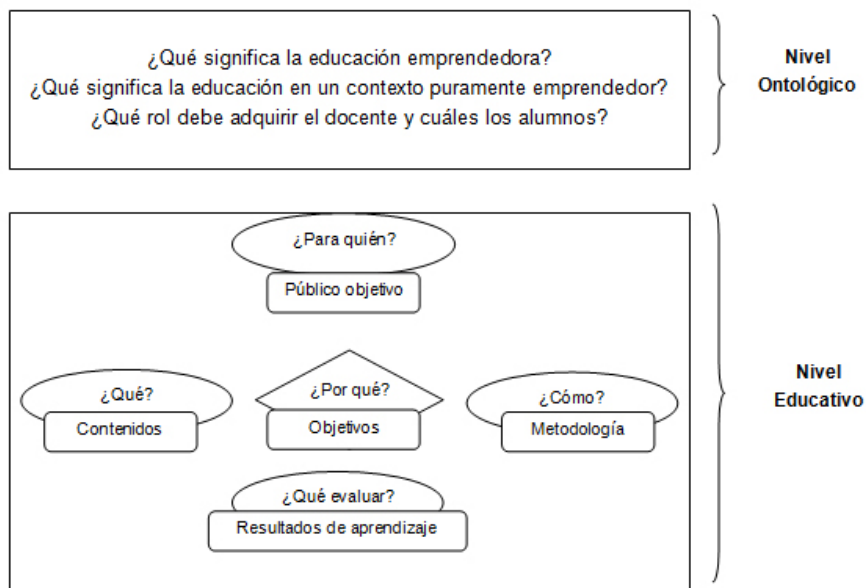 ¿Qué significa la educación emprendedora?
¿Qué significa la educación en un contexto puramente emprendedor?
¿Qué rol debe adquirir el docente y cuáles los alumnos?
Nivel
Ontológico
¿Para quién?
Público objetivo
¿Qué?
Contenidos
¿Por qué?
Objetivos
¿Cómo?
Metodología
¿Qué evaluar?
Resultados de aprendizaje
Nivel
Educativo